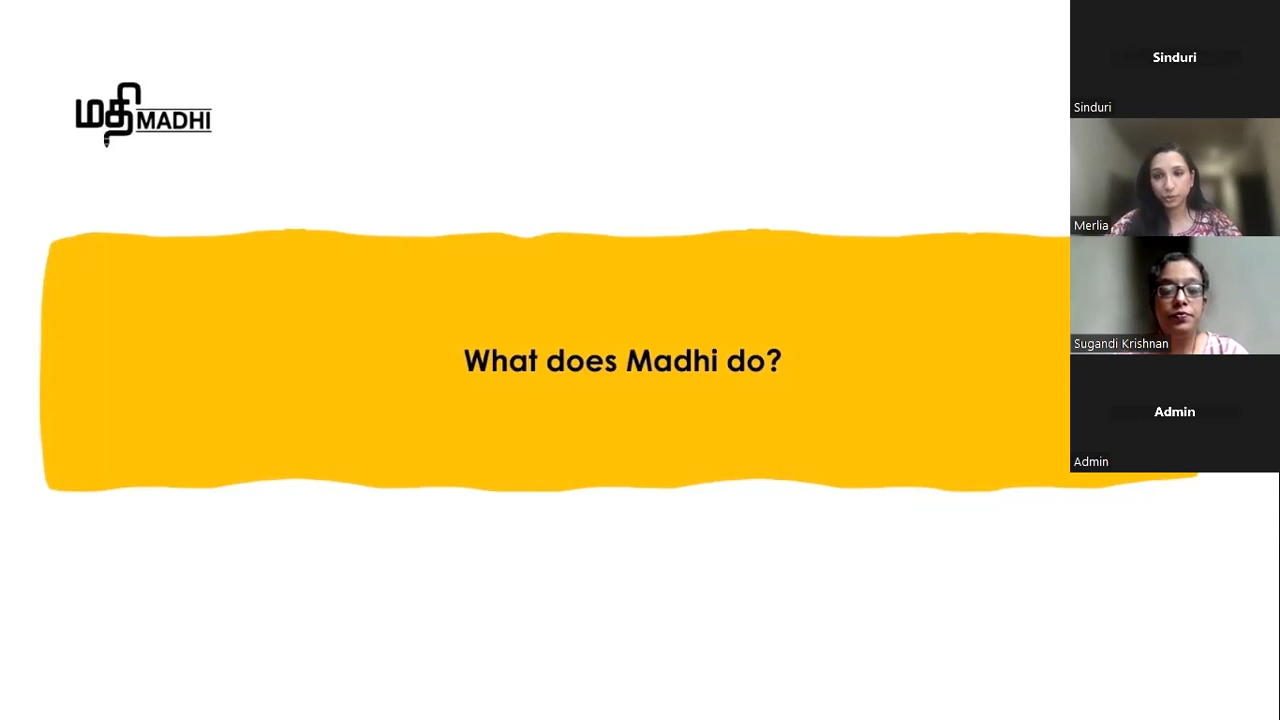 மதி MADHI
What does Madhi do?
Sinduri
Sinduri
Merlia
Sugandi Krishnan
Admin
Admin